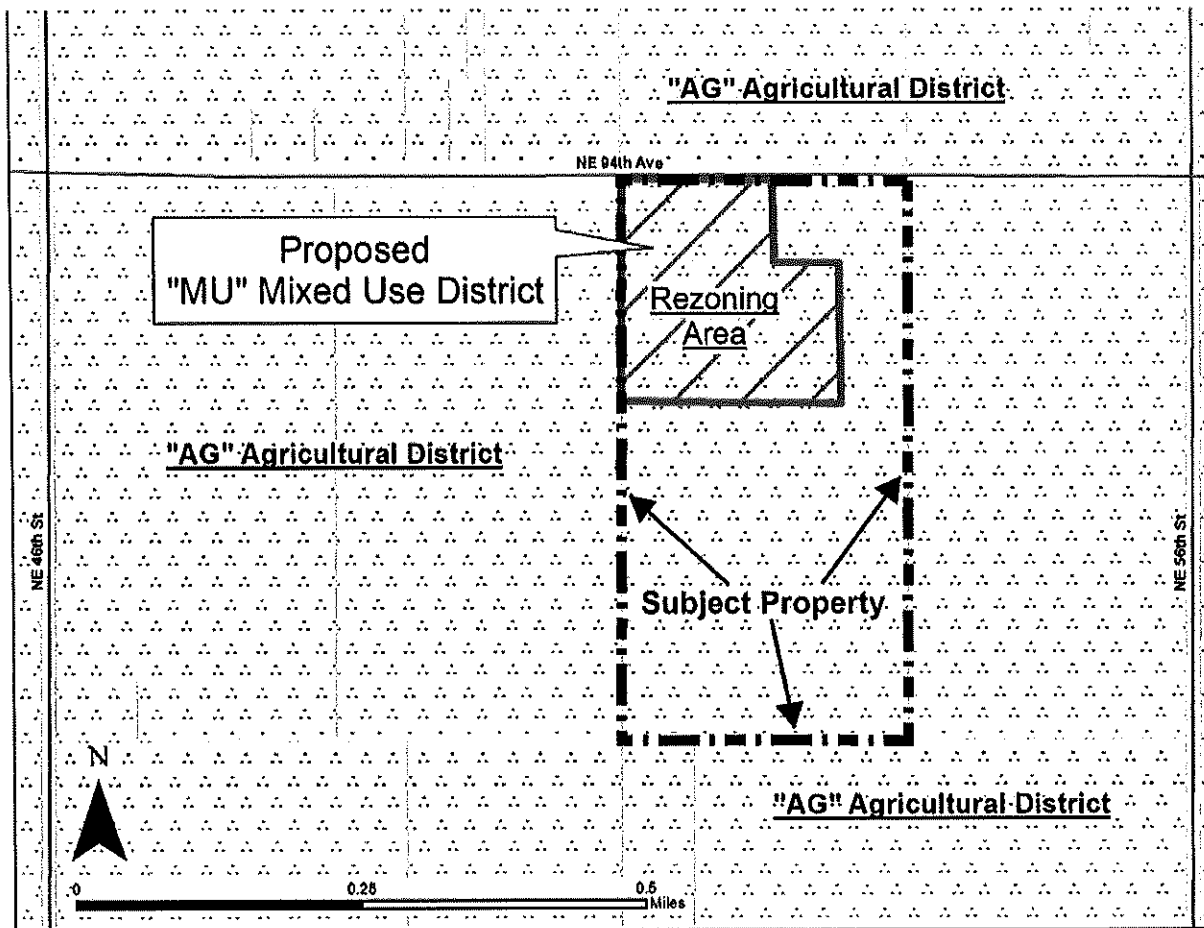 "AG" Agricultural District
NE 94th Ave
Proposed
"MU" Mixed Use District
Rezoning
Area
"AG" Agricultural District
NE 46th St
NE 56th St
Subject Property
N
"AG" Agricultural District
0
0.25
0.5
Miles